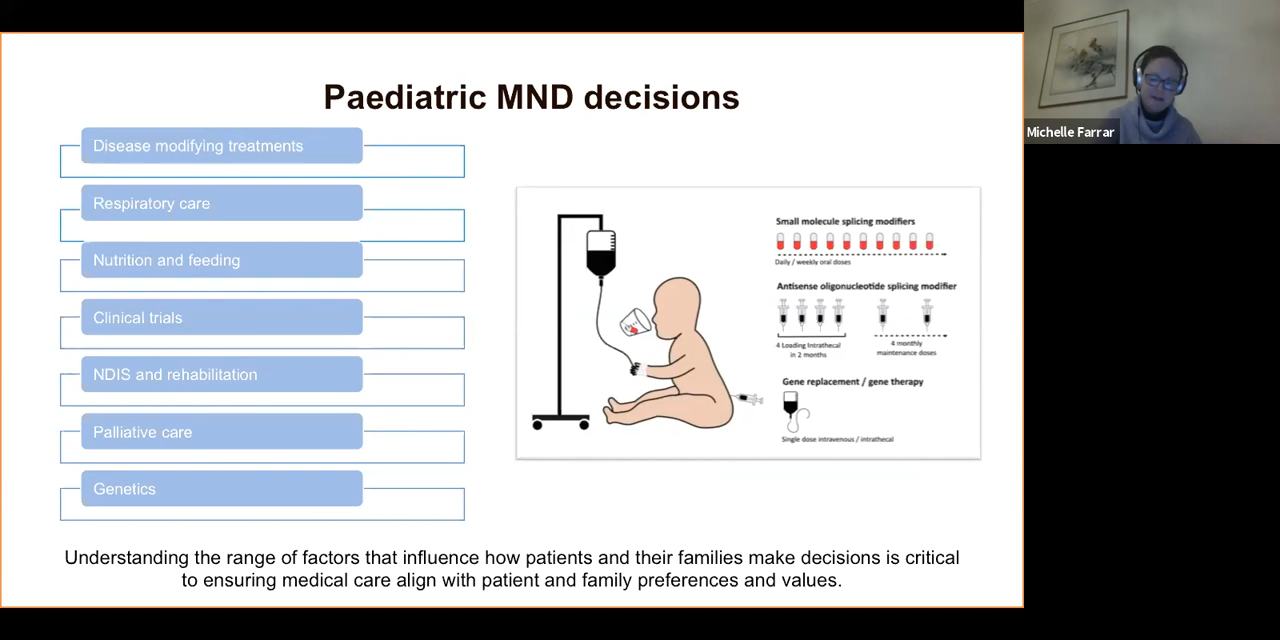 Paediatric MND decisions
Disease modifying treatments
Respiratory care
Nutrition and feeding
Clinical trials
NDIS and rehabilitation
Palliative care
Genetics
Small molecule splicing modifiers
Daily / weekly oral doses
Antisense oligonucleotide splicing modifier
4 Loading Intrathecal
in 2 months
4 monthly
maintenance doses
Gene replacement / gene therapy
Single dose intravenous / intrathecal
Understanding the range of factors that influence how patients and their families make decisions is critical
to ensuring medical care align with patient and family preferences and values.
Michelle Farrar